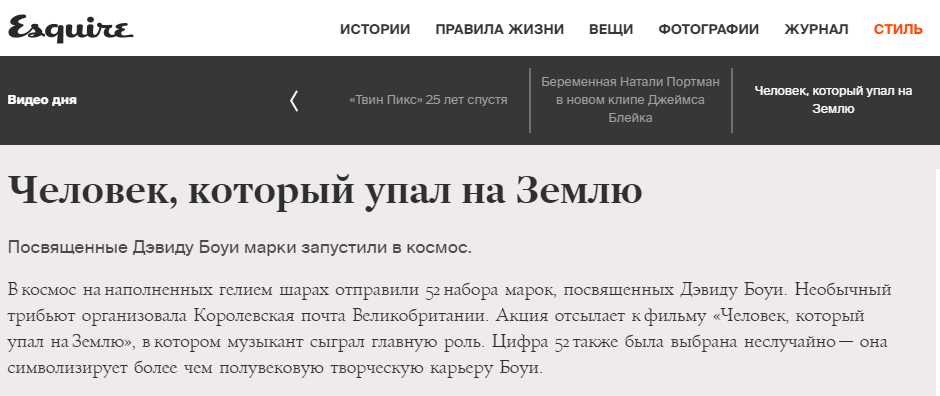 Esquire
ИСТОРИИ ПРАВИЛА ЖИЗНИ ВЕЩИ ФОТОГРАФИИ ЖУРНАЛ СТИЛЬ
Видео дня
«Твин Пикс» 25 лет спустя
Беременная Натали Портман
в новом клипе Джеймса
Блейка
Человек, который упал на
Землю
Человек, который упал на Землю
Посвященные Дэвиду Боуи марки запустили в космос.
В космос на наполненных гелием шарах отправили 52 набора марок, посвященных Дэвиду Боуи. Необычный
трибьют организовала Королевская почта Великобритании. Акция отсылает к фильму «Человек, который
упал на Землю», в котором музыкант сыграл главную роль. Цифра 52 также была выбрана неслучайно — она
символизирует более чем полувековую творческую карьеру Боуи.